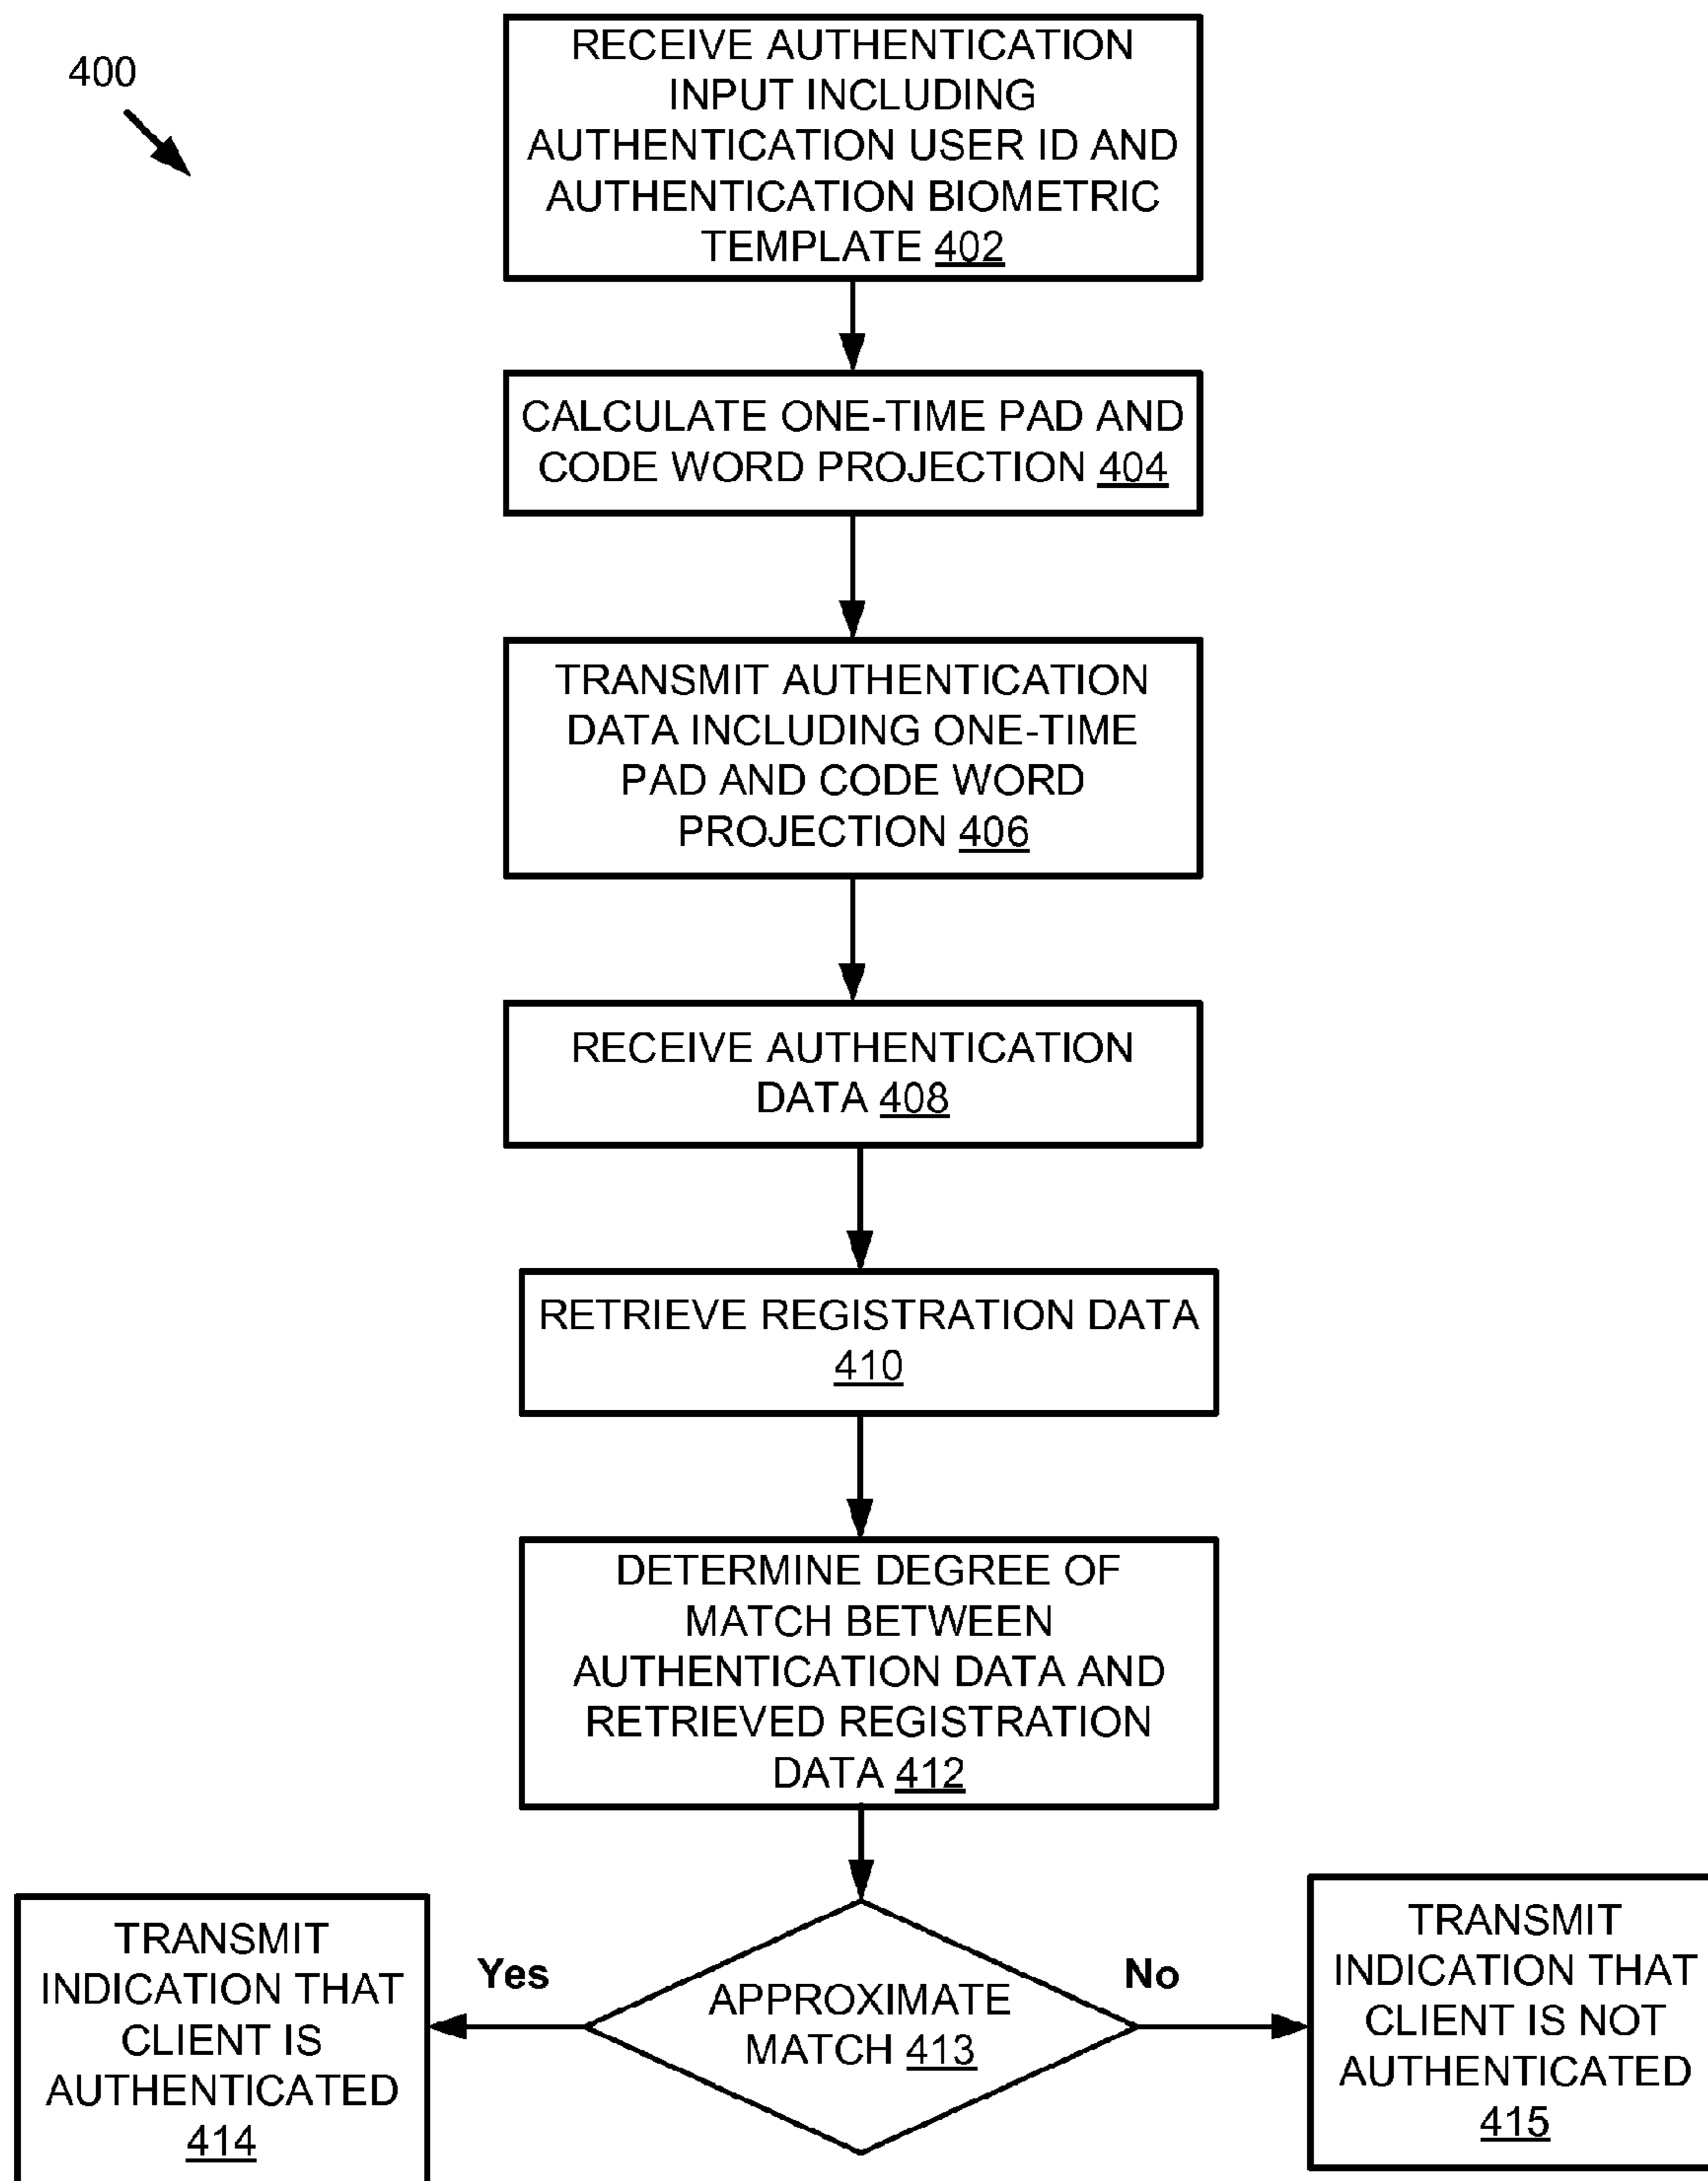 400
RECEIVE AUTHENTICATION
INPUT INCLUDING
AUTHENTICATION USER ID AND
AUTHENTICATION BIOMETRIC
TEMPLATE 402
CALCULATE ONE-TIME PAD AND
CODE WORD PROJECTION 404
TRANSMIT AUTHENTICATION
DATA INCLUDING ONE-TIME
PAD AND CODE WORD
PROJECTION 406
RECEIVE AUTHENTICATION
DATA 408
RETRIEVE REGISTRATION DATA
410
DETERMINE DEGREE OF
MATCH BETWEEN
AUTHENTICATION DATA AND
RETRIEVED REGISTRATION
DATA 412
APPROXIMATE
MATCH 413
Yes
TRANSMIT
INDICATION THAT
CLIENT IS
AUTHENTICATED
414
No
TRANSMIT
INDICATION THAT
CLIENT IS NOT
AUTHENTICATED
415